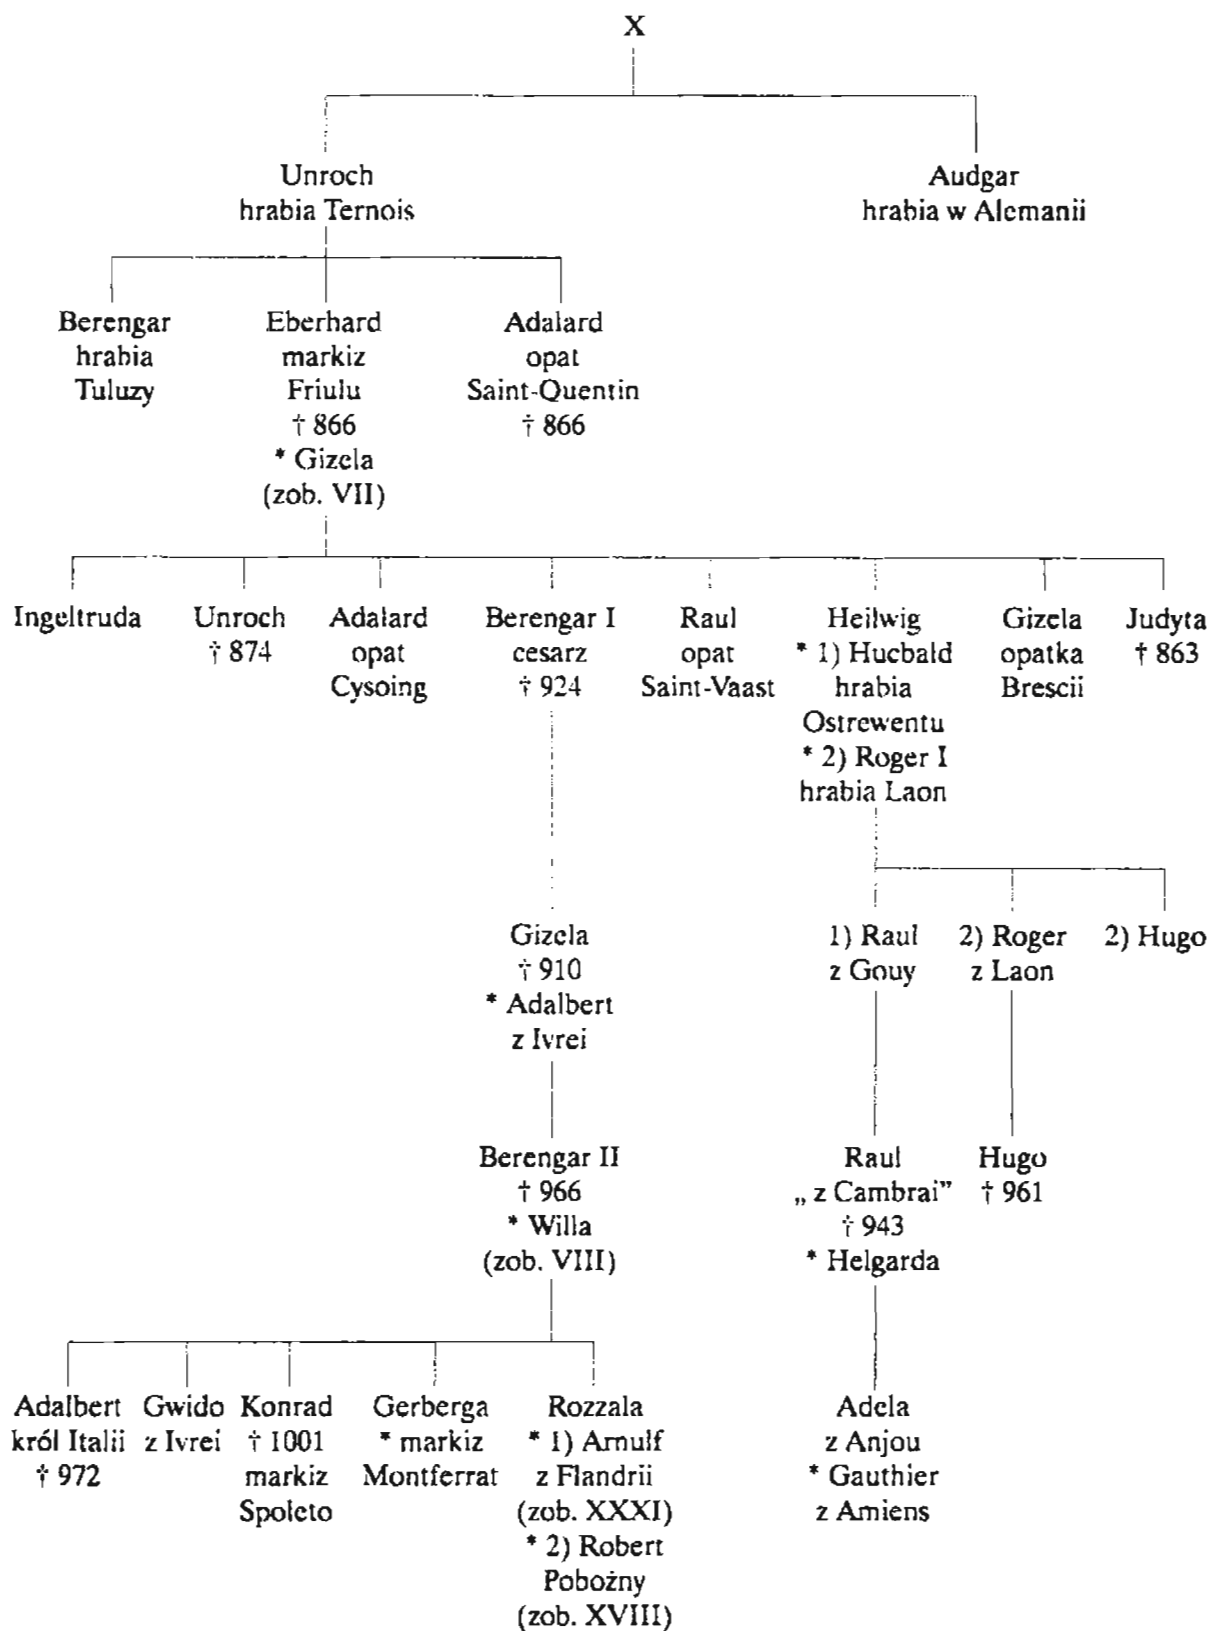 X
Unroch
hrabia Ternois
Audgar
hrabia w Alemanii
Berengar
hrabia
Tuluzy
Eberhard
markiz
Friulu
† 866
* Gizela
(zob. VII)
Adalard
opat
Saint-Quentin
† 866
Ingeltruda
Unroch
† 874
Adalard
opat
Cysoing
Berengar I
cesarz
† 924
Raul
opat
Saint-Vaast
Heilwig
* 1) Hucbald
hrabia
Ostrewentu
* 2) Roger I
hrabia Laon
Gizela
opatka
Brescii
Judyta
† 863
Gizela
† 910
* Adalbert
z Ivrei
1) Raul
z Gouy
2) Roger
z Laon
2) Hugo
Berengar II
† 966
* Willa
(zob. VIII)
Raul
„ z Cambrai”
† 943
* Helgarda
Hugo
† 961
Adalbert
król Italii
† 972
Gwido
z Ivrei
Konrad
† 1001
markiz
Spoleto
Gerberga
* markiz
Montferrat
Rozzala
* 1) Arnulf
z Flandrii
(zob. XXXI)
* 2) Robert
Pobożny
(zob. XVIII)
Adela
z Anjou
* Gauthier
z Amiens